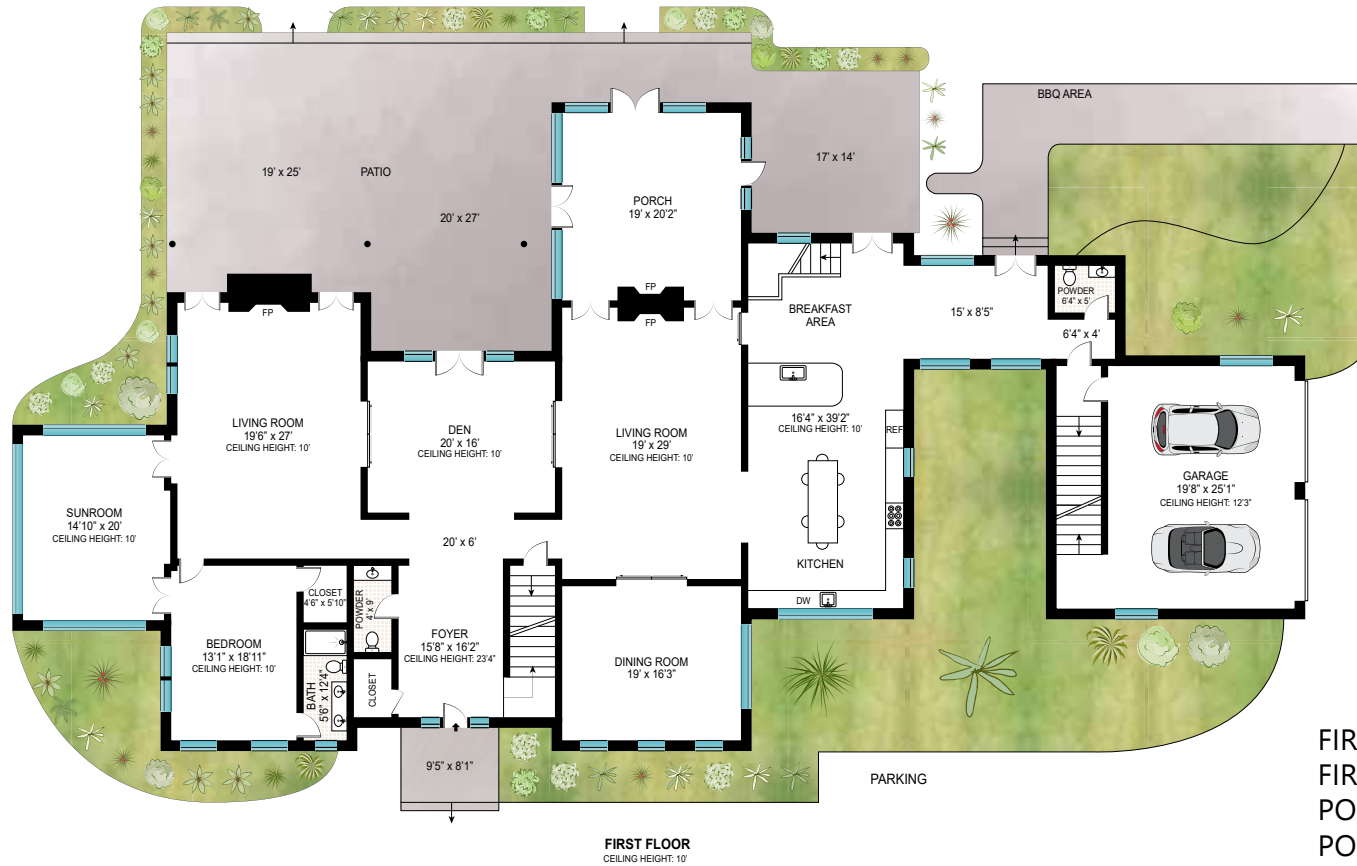 BBQ AREA
19' x 25'
PATIO
17' x 14'
20' x 27'
PORCH
19' x 20'2"
POWDER
6'4" x 5'
FP
FP
FP
BREAKFAST
AREA
15' x 8'5"
6'4" x 4'
LIVING ROOM
19'6" x 27'
CEILING HEIGHT: 10'
DEN
20' x 16'
CEILING HEIGHT: 10'
LIVING ROOM
19' x 29'
CEILING HEIGHT: 10'
16'4" x 39'2"
CEILING HEIGHT: 10'
REF
GARAGE
19'8" x 25'1"
CEILING HEIGHT: 12'3"
SUNROOM
14'10" x 20'
CEILING HEIGHT: 10'
20' x 6'
KITCHEN
DW
CLOSET
4'6" x 5'10"
POWDER
4' x 9'
BEDROOM
13'1" x 18'11"
CEILING HEIGHT: 10'
FOYER
15'8" x 16'2"
CEILING HEIGHT: 23'4"
DINING ROOM
19' x 16'3"
BATH
5'6" x 12'4"
CLOSET
9'5" x 8'1"
PARKING
FIR
FIR
PO
PO
FIRST FLOOR
CEILING HEIGHT: 10'